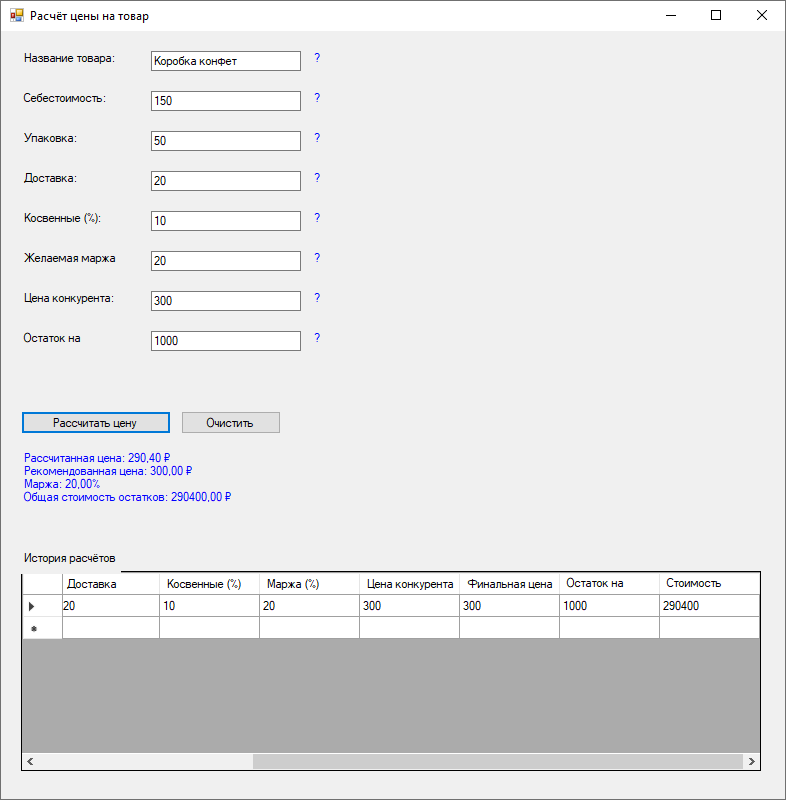 Расчёт цены на товар
Название товара: Коробка конфет ?
Себестоимость: 150 ?
Упаковка: 50 ?
Доставка: 20 ?
Косвенные (%): 10 ?
Желаемая маржа 20 ?
Цена конкурента: 300 ?
Остаток на 1000 ?
Рассчитать цену Очистить
Рассчитанная цена: 290,40 ₽
Рекомендованная цена: 300,00 ₽
Маржа: 20,00%
Общая стоимость остатков: 290400,00 ₽
История расчётов
Доставка Косвенные (%) Маржа (%) Цена конкурента Финальная цена Остаток на Стоимость
20 10 20 300 300 1000 290400